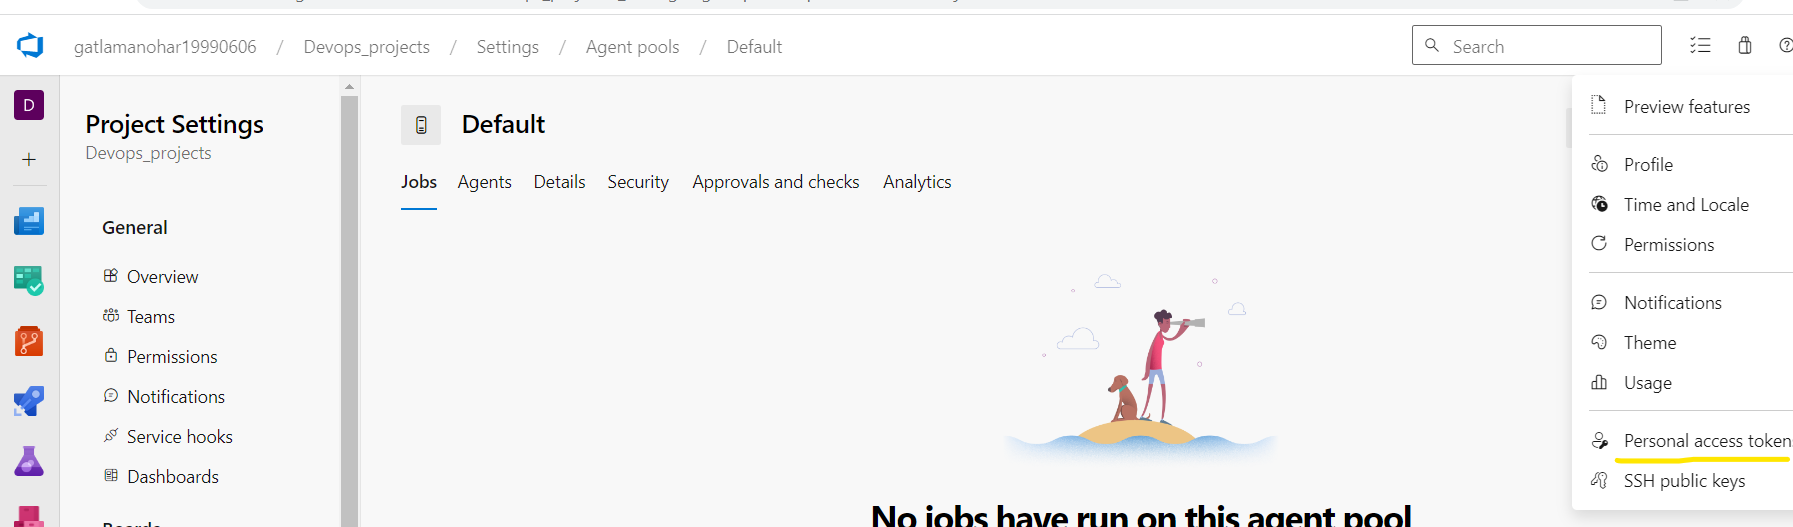 gatlamanohar19990606 / Devops_projects / Settings / Agent pools / Default
Search
D
Project Settings
Devops_projects
General
Overview
Teams
Permissions
Notifications
Service hooks
Dashboards
Default
Jobs Agents Details Security Approvals and checks Analytics
No jobs have run on this agent pool
Preview features
Profile
Time and Locale
Permissions
Notifications
Theme
Usage
Personal access token
SSH public keys